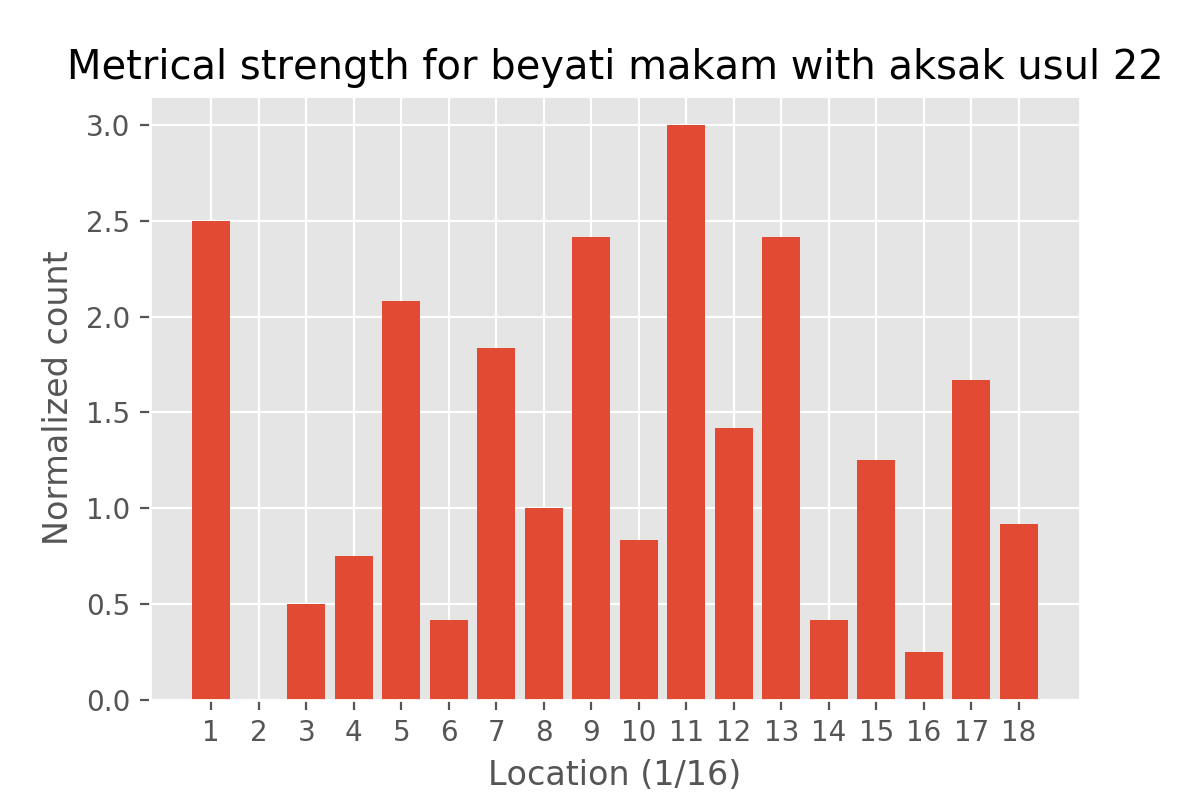 Metrical strength for beyati makam with aksak usul 22
Normalized count
3.0
2.5
2.0
1.5
1.0
0.5
0.0
1 2 3 4 5 6 7 8 9 10 11 12 13 14 15 16 17 18
Location (1/16)